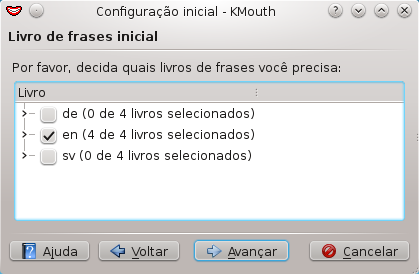 Configuração inicial - KMouth
Livro de frases inicial
Por favor, decida quais livros de frases você precisa:
Livro
de (0 de 4 livros selecionados)
en (4 de 4 livros selecionados)
sv (0 de 4 livros selecionados)
Ajuda Voltar Avançar Cancelar